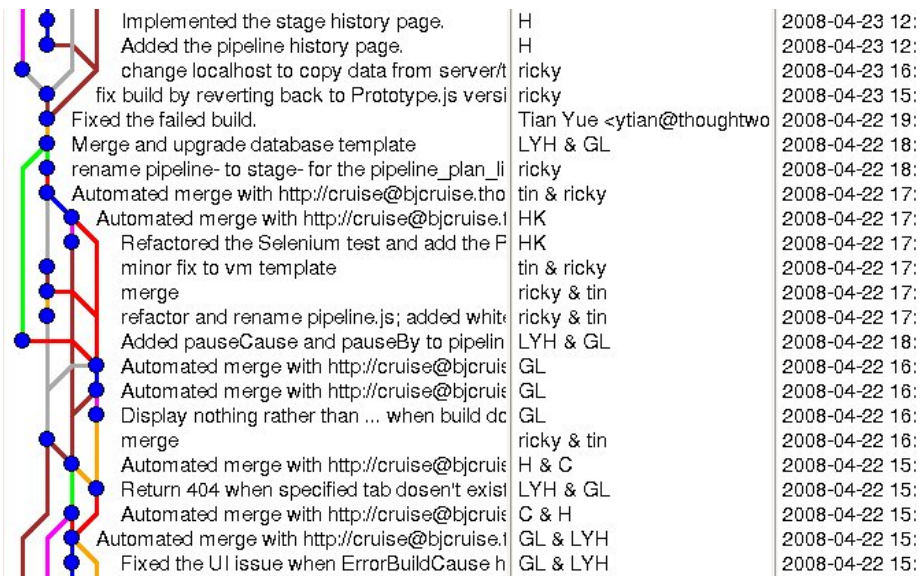 Implemented the stage history page. H 2008-04-23 12:
Added the pipeline history page. H 2008-04-23 12:
change localhost to copy data from server/t ricky 2008-04-23 16:
fix build by reverting back to Prototype.js versi ricky 2008-04-23 15:
Fixed the failed build. Tian Yue <ytian@thoughtwo 2008-04-22 19:
Merge and upgrade database template LYH & GL 2008-04-22 18:
rename pipeline- to stage- for the pipeline_plan_li ricky 2008-04-22 18:
Automated merge with http://cruise@bjcruise.tho tin & ricky 2008-04-22 17:
Automated merge with http://cruise@bjcruise.t HK 2008-04-22 17:
Refactored the Selenium test and add the P HK 2008-04-22 17:
minor fix to vm template tin & ricky 2008-04-22 17:
merge ricky & tin 2008-04-22 17:
refactor and rename pipeline.js; added white ricky & tin 2008-04-22 17:
Added pauseCause and pauseBy to pipelin LYH & GL 2008-04-22 18:
Automated merge with http://cruise@bjcruis GL 2008-04-22 16:
Automated merge with http://cruise@bjcruis GL 2008-04-22 16:
Display nothing rather than ... when build do GL 2008-04-22 16:
merge ricky & tin 2008-04-22 16:
Automated merge with http://cruise@bjcruis H & C 2008-04-22 15:
Return 404 when specified tab dosen't exist LYH & GL 2008-04-22 15:
Automated merge with http://cruise@bjcruis C & H 2008-04-22 15:
Automated merge with http://cruise@bjcruise.t GL & LYH 2008-04-22 15:
Fixed the UI issue when ErrorBuildCause h GL & LYH 2008-04-22 15: